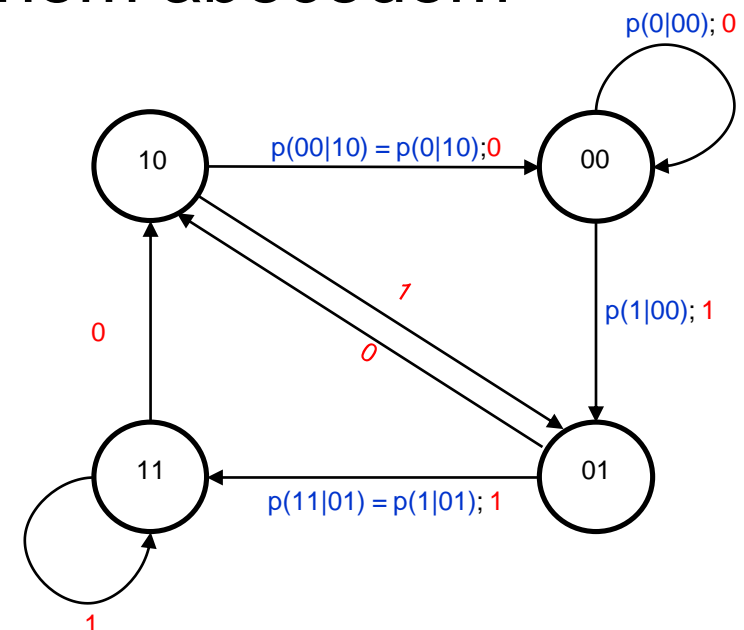 p(0|00); 0
10
p(00|10) = p(0|10);0
00
1
0
p(1|00); 1
0
11
01
p(11|01) = p(1|01); 1
1